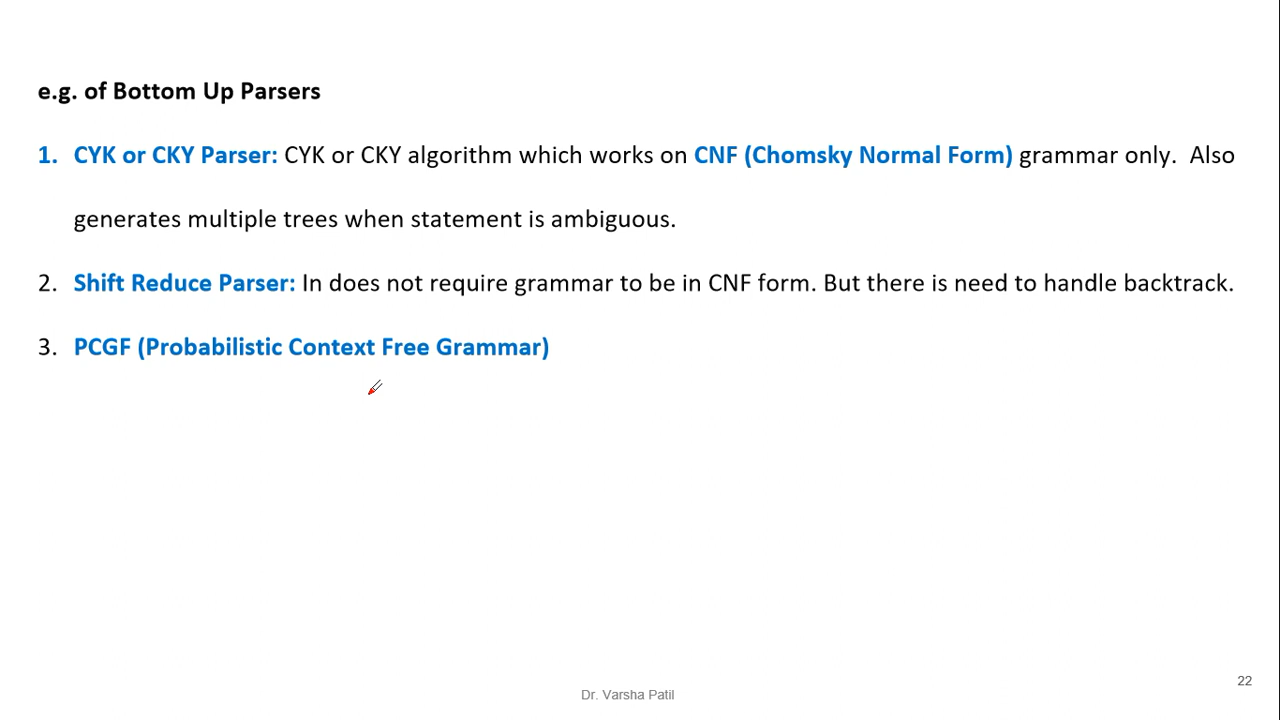 e.g. of Bottom Up Parsers
1. CYK or CKY Parser: CYK or CKY algorithm which works on CNF (Chomsky Normal Form) grammar only. Also
generates multiple trees when statement is ambiguous.
2. Shift Reduce Parser: In does not require grammar to be in CNF form. But there is need to handle backtrack.
3. PCGF (Probabilistic Context Free Grammar)
22
Dr. Varsha Patil